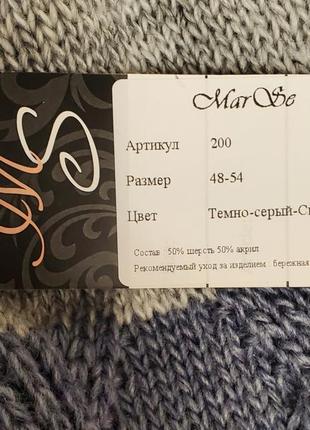 MS
MarSe
Артикул 200
Размер 48-54
Цвет Темно-серый-С
Состав : 50% шерсть 50% акрил
Рекомендуемый уход за изделием : бережная